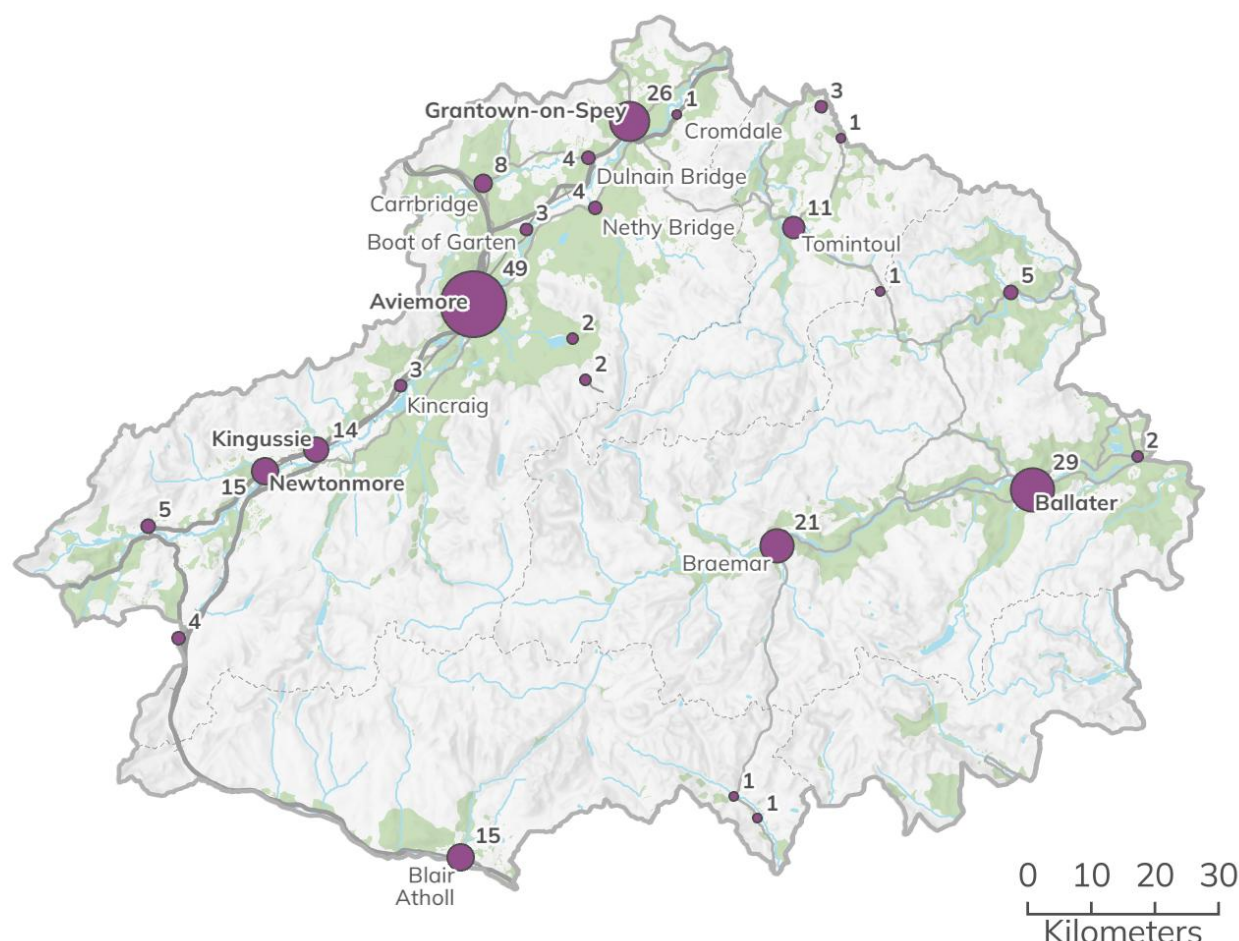 26
1
3
Grantown-on-Spey
Cromdale
1
4
Dulnain Bridge
8
Carrbridge
4
Nethy Bridge
3
Boat of Garten
11
Tomintoul
49
Aviemore
1
5
2
2
3
Kincraig
Kingussie
14
15
Newtonmore
2
29
Ballater
5
21
Braemar
4
1
1
15
Blair
Atholl
0 10 20 30
Kilometers